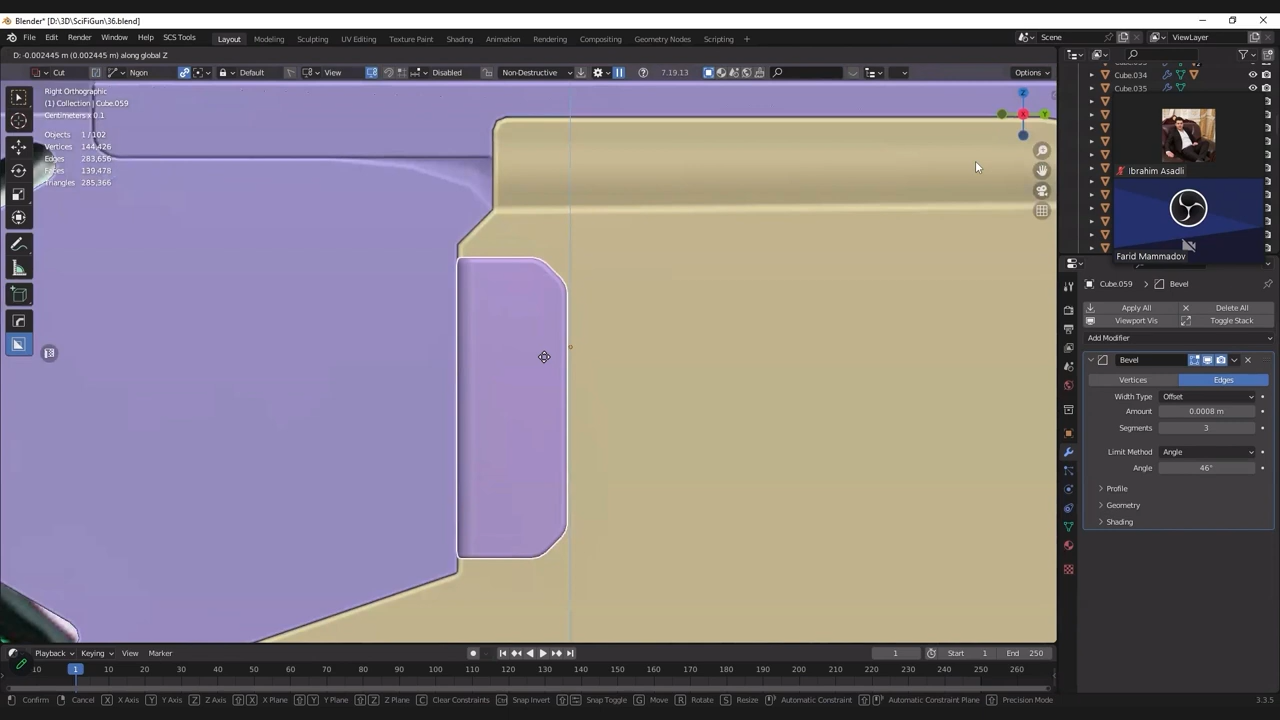 Blender* [D:\3D\SciFiGun\36.blend]
File Edit Render Window Help SCS Tools Layout Modeling Sculpting UV Editing Texture Paint Shading Animation Rendering Compositing Geometry Nodes Scripting + Scene ViewLayer
D: -0.002445 m (0.002445 m) along global Z
Cut Ngon Default View Disabled Non-Destructive 7.19.13 Options
Right Orthographic
(1) Collection | Cube.059
Centimeters x 0.1
Objects 1 / 102
Vertices 144,426
Edges 283,656
Faces 139,478
Triangles 285,366
Z
Cube.034
Cube.035
Ibrahim Asadli
Farid Mammadov
Cube.059 > Bevel
Apply All Delete All
Viewport Vis Toggle Stack
Add Modifier
Bevel
Vertices Edges
Width Type Offset
Amount 0.0008 m
Segments 3
Limit Method Angle
Angle 46°
Profile
Geometry
Shading
Playback Keying View Marker 1 Start 1 End 250
10 1 10 20 30 40 50 60 70 80 90 100 110 120 130 140 150 160 170 180 190 200 210 220 230 240 250 260
Confirm Cancel X X Axis Y Y Axis Z Z Axis X X Plane Y Y Plane Z Z Plane C Clear Constraints Snap Invert Snap Toggle G Move R Rotate S Resize Automatic Constraint Automatic Constraint Plane Precision Mode 3.3.5